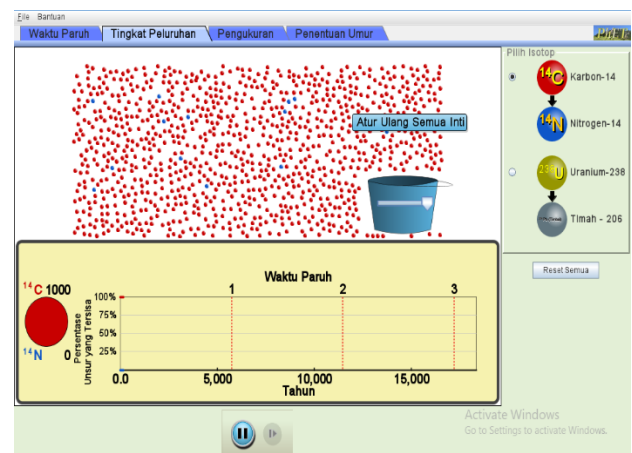 File Bantuan
Waktu Paruh Tingkat Peluruhan Pengukuran Penentuan Umur
Pilih Isotop
14C Karbon-14
14N Nitrogen-14
Uranium-238
Timah - 206
Atur Ulang Semua Inti
Reset Semua
Waktu Paruh
1 2 3
14C 1000
14N 0
Persentase
Unsur yang Tersisa
100%
75%
50%
25%
0.0 5,000 10,000 15,000
Tahun
Activate Windows
Go to Settings to activate Windows.